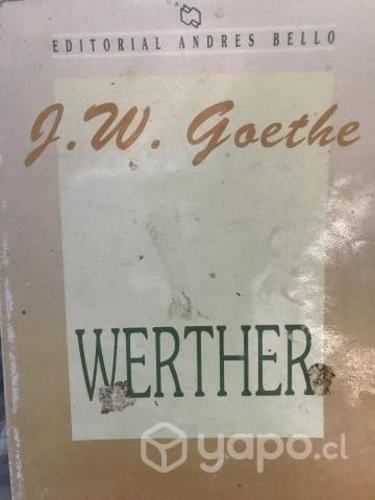 EDITORIAL ANDRES BELLO
J.W. Goethe
WERTHER
yapo.cl